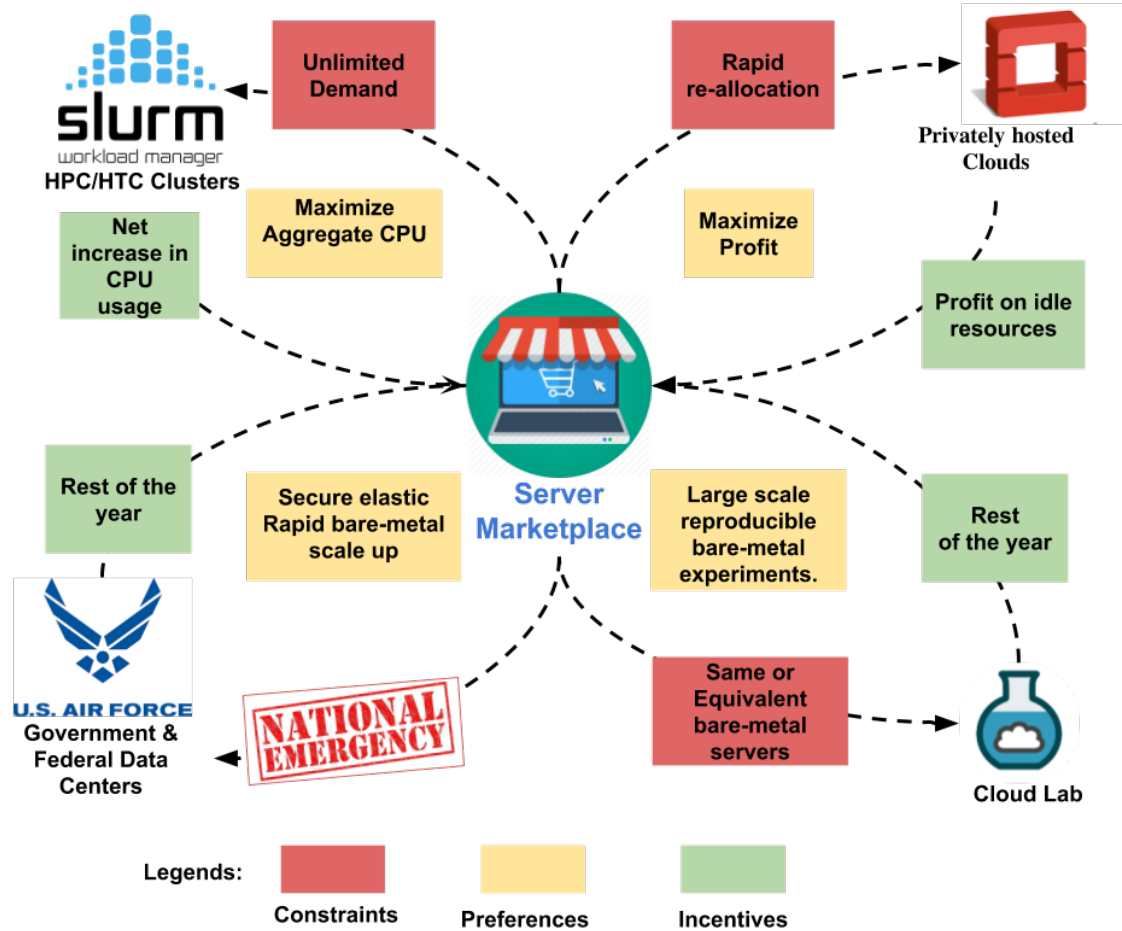 Unlimited
Demand
Rapid
re-allocation
slurm
workload manager
HPC/HTC Clusters
Privately hosted
Clouds
Maximize
Aggregate CPU
Maximize
Profit
Net
increase in
CPU
usage
Profit on idle
resources
Rest of the
year
Secure elastic
Rapid bare-metal
scale up
Server
Marketplace
Large scale
reproducible
bare-metal
experiments.
Rest
of the year
U.S. AIR FORCE
Government &
Federal Data
Centers
NATIONAL
EMERGENCY
Same or
Equivalent
bare-metal
servers
Cloud Lab
Legends:
Constraints
Preferences
Incentives